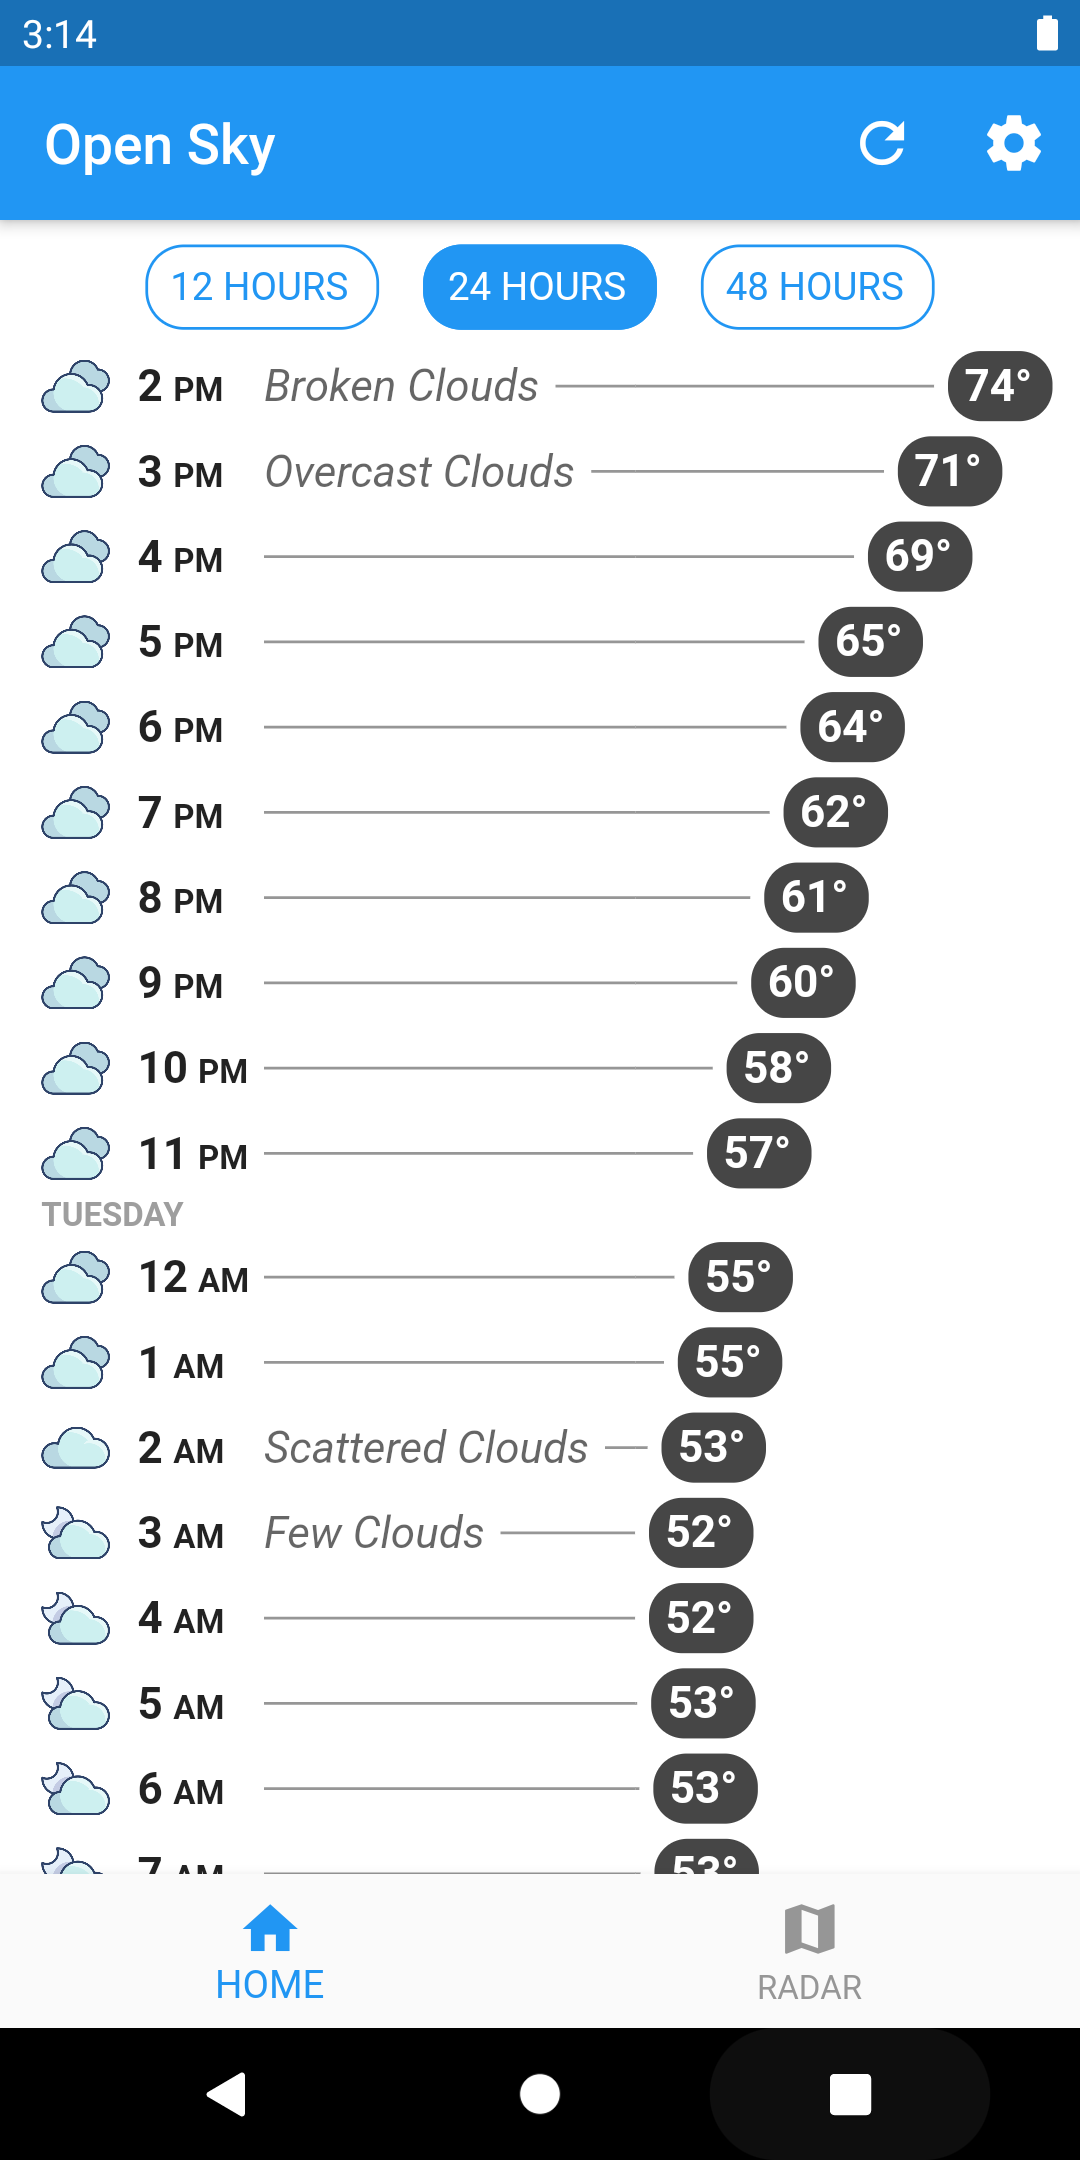 3:14
Open Sky
12 HOURS 24 HOURS 48 HOURS
2 PM Broken Clouds 74°
3 PM Overcast Clouds 71°
4 PM 69°
5 PM 65°
6 PM 64°
7 PM 62°
8 PM 61°
9 PM 60°
10 PM 58°
11 PM 57°
TUESDAY
12 AM 55°
1 AM 55°
2 AM Scattered Clouds 53°
3 AM Few Clouds 52°
4 AM 52°
5 AM 53°
6 AM 53°
7 AM 53°
HOME RADAR